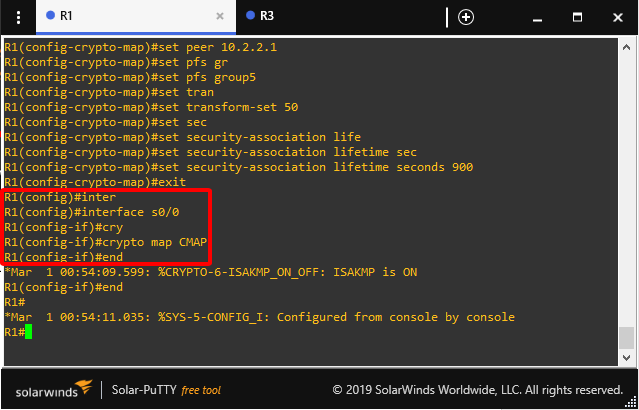 R1
R3
R1(config-crypto-map)#set peer 10.2.2.1
R1(config-crypto-map)#set pfs gr
R1(config-crypto-map)#set pfs group5
R1(config-crypto-map)#set tran
R1(config-crypto-map)#set transform-set 50
R1(config-crypto-map)#set sec
R1(config-crypto-map)#set security-association life
R1(config-crypto-map)#set security-association lifetime sec
R1(config-crypto-map)#set security-association lifetime seconds 900
R1(config-crypto-map)#exit
R1(config)#inter
R1(config)#interface s0/0
R1(config-if)#cry
R1(config-if)#crypto map CMAP
R1(config-if)#end
*Mar  1 00:54:09.599: %CRYPTO-6-ISAKMP_ON_OFF: ISAKMP is ON
R1(config-if)#end
R1#
*Mar  1 00:54:11.035: %SYS-5-CONFIG_I: Configured from console by console
R1#
solarwinds Solar-PuTTY free tool © 2019 SolarWinds Worldwide, LLC. All rights reserved.